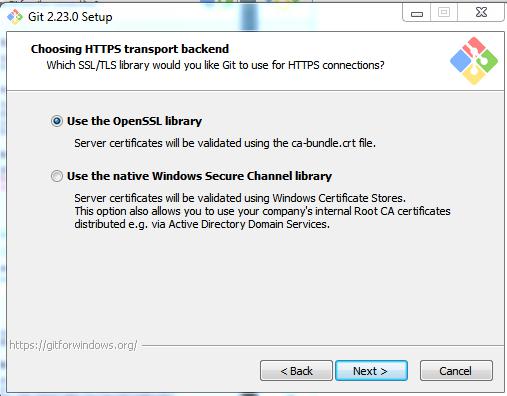 Git 2.23.0 Setup
Choosing HTTPS transport backend
Which SSL/TLS library would you like Git to use for HTTPS connections?
Use the OpenSSL library
Server certificates will be validated using the ca-bundle.crt file.
Use the native Windows Secure Channel library
Server certificates will be validated using Windows Certificate Stores.
This option also allows you to use your company's internal Root CA certificates
distributed e.g. via Active Directory Domain Services.
https://gitforwindows.org/
< Back
Next >
Cancel